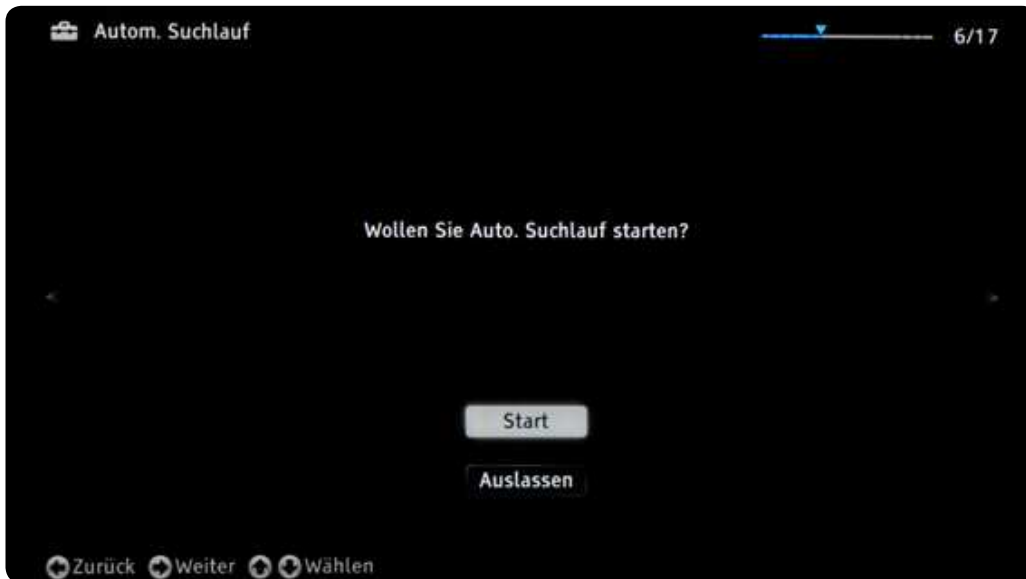 Autom. Suchlauf
6/17
Wollen Sie Auto. Suchlauf starten?
Start
Auslassen
Zurück Weiter Wählen